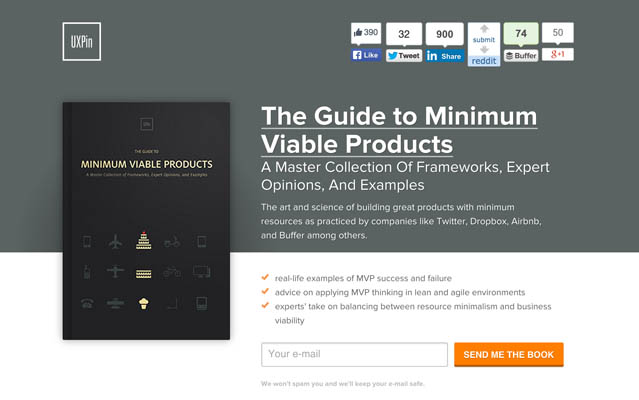 UXPin
390
32
900
submit
74
50
Like
Tweet
in Share
reddit
Buffer
g+1
THE GUIDE TO
MINIMUM VIABLE PRODUCTS
A Master Collection of Frameworks, Expert Opinions, and Examples
The Guide to Minimum
Viable Products
A Master Collection Of Frameworks, Expert
Opinions, And Examples
The art and science of building great products with minimum
resources as practiced by companies like Twitter, Dropbox, Airbnb,
and Buffer among others.
real-life examples of MVP success and failure
advice on applying MVP thinking in lean and agile environments
experts' take on balancing between resource minimalism and business
viability
Your e-mail
SEND ME THE BOOK
We won't spam you and we'll keep your e-mail safe.